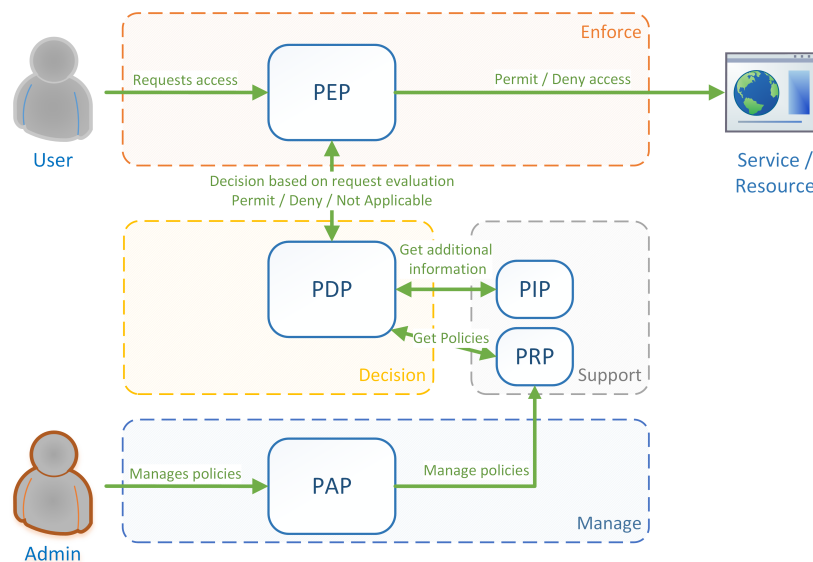 Enforce
Requests access
PEP
Permit / Deny access
User
Service /
Resource
Decision based on request evaluation
Permit / Deny / Not Applicable
Get additional
information
PDP
PIP
Get Policies
PRP
Decision
Support
Manages policies
PAP
Manage policies
Manage
Admin